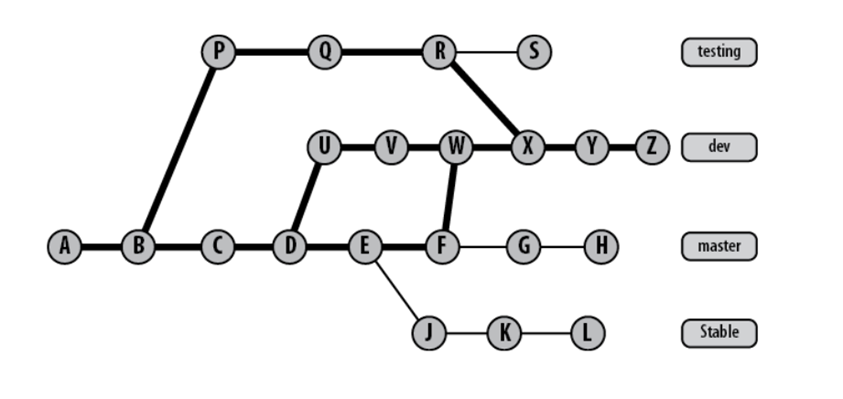 P Q R S testing
U V W X Y Z dev
A B C D E F G H master
J K L Stable